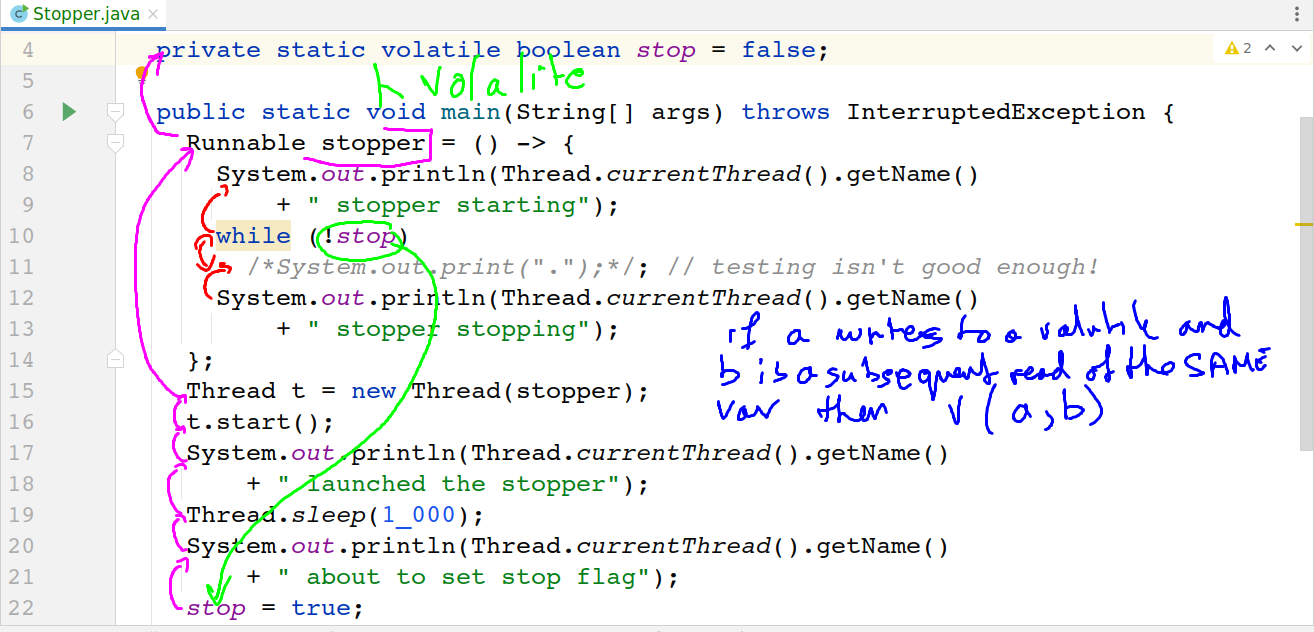 Stopper.java
4 private static volatile boolean stop = false; 2
5
volalite
6 public static void main(String[] args) throws InterruptedException {
7 Runnable stopper = () -> {
8 System.out.println(Thread.currentThread().getName()
9 + " stopper starting");
10 while (!stop)
11 /*System.out.print(".");*/; // testing isn't good enough!
12 System.out.println(Thread.currentThread().getName()
13 + " stopper stopping");
14 };
15 Thread t = new Thread(stopper);
16 t.start();
17 System.out.println(Thread.currentThread().getName()
18 + " launched the stopper");
19 Thread.sleep(1_000);
20 System.out.println(Thread.currentThread().getName()
21 + " about to set stop flag");
22 stop = true;
if a writes to a and
b is a subsequent read of the SAME
var then V(a,b)